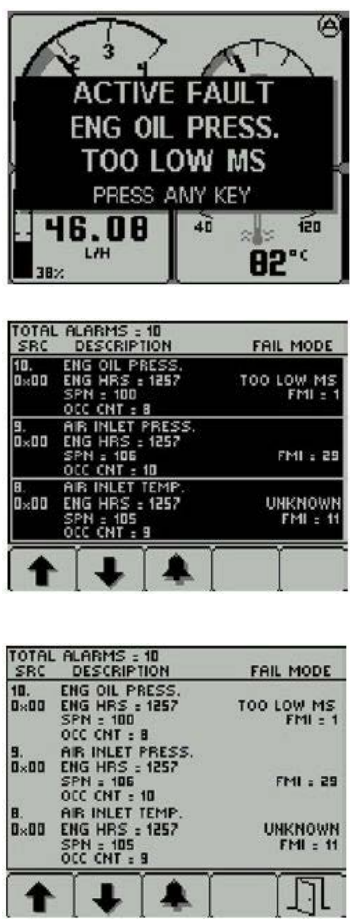 3
2
4
A
ACTIVE FAULT
ENG OIL PRESS.
TOO LOW MS
PRESS ANY KEY
46.08
L/H
38%
40
120
82°C
TOTAL ALARMS : 10
SRC DESCRIPTION FAIL MODE
10. ENG OIL PRESS.
0x00 ENG HRS : 1257 TOO LOW MS
SPN : 100 FMI : 1
OCC CNT : 8
9. AIR INLET PRESS.
0x00 ENG HRS : 1257
SPN : 106 FMI : 29
OCC CNT : 10
8. AIR INLET TEMP.
0x00 ENG HRS : 1257 UNKNOWN
SPN : 105 FMI : 11
OCC CNT : 9
TOTAL ALARMS : 10
SRC DESCRIPTION FAIL MODE
10. ENG OIL PRESS.
0x00 ENG HRS : 1257 TOO LOW MS
SPN : 100 FMI : 1
OCC CNT : 8
9. AIR INLET PRESS.
0x00 ENG HRS : 1257
SPN : 106 FMI : 29
OCC CNT : 10
8. AIR INLET TEMP.
0x00 ENG HRS : 1257 UNKNOWN
SPN : 105 FMI : 11
OCC CNT : 9